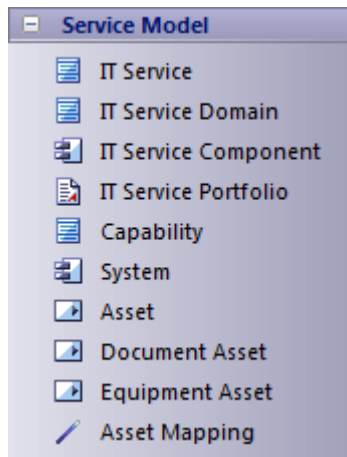 Service Model
IT Service
IT Service Domain
IT Service Component
IT Service Portfolio
Capability
System
Asset
Document Asset
Equipment Asset
Asset Mapping